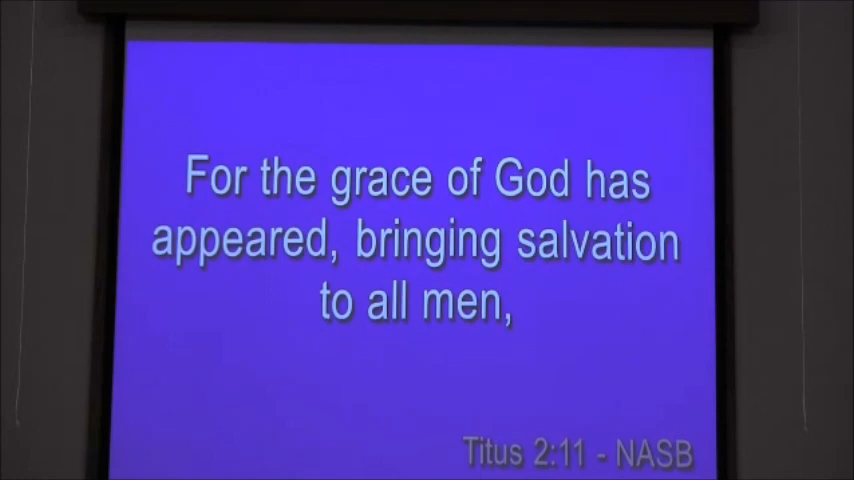 For the grace of God has
appeared, bringing salvation
to all men,
Titus 2:11 - NASB